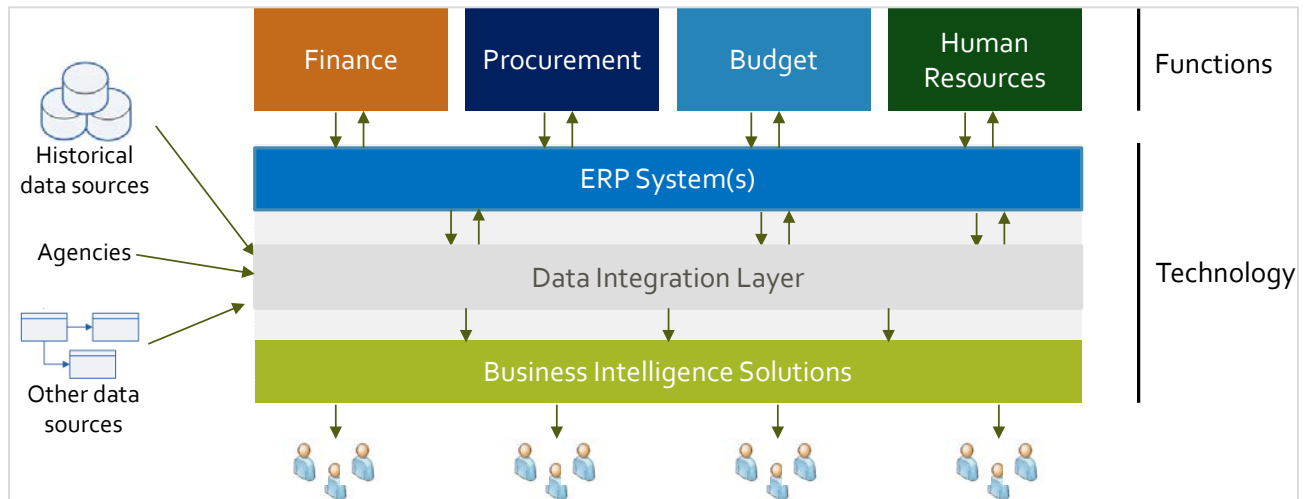 Finance
Procurement
Budget
Human
Resources
Functions
Historical
data sources
ERP System(s)
Agencies
Data Integration Layer
Technology
Other data
sources
Business Intelligence Solutions